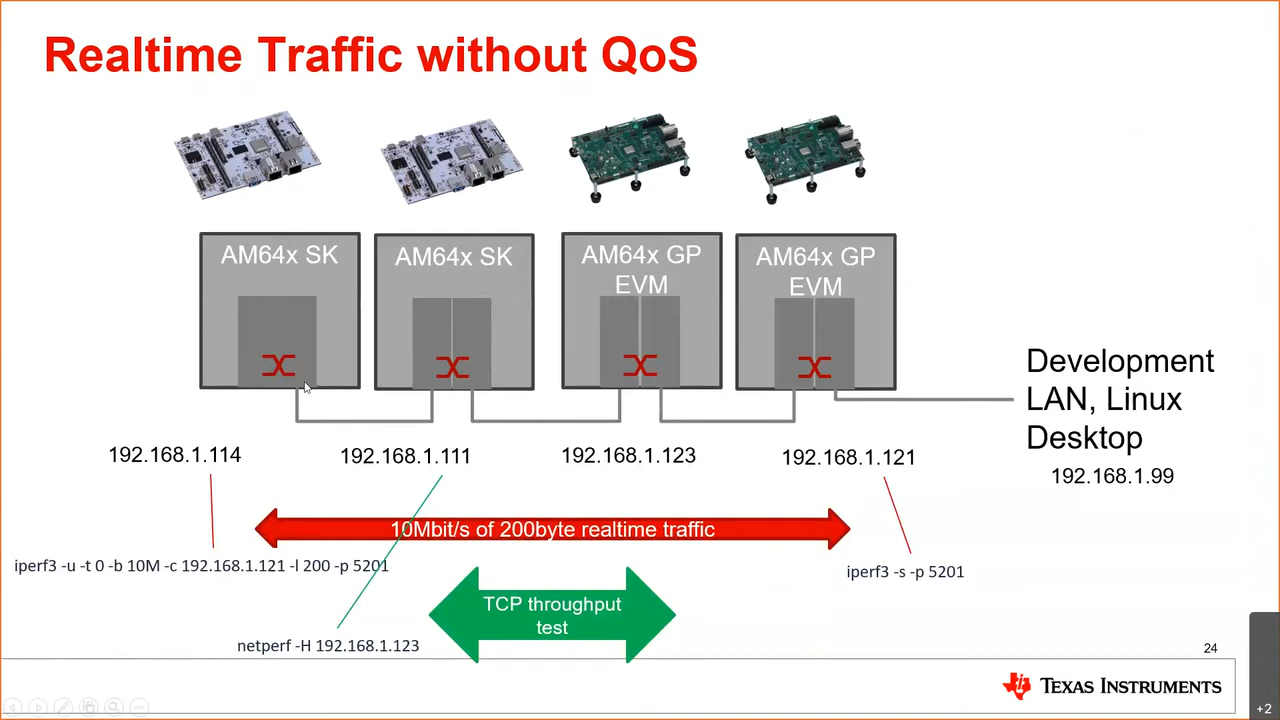 Realtime Traffic without QoS
AM64x SK
AM64x SK
AM64x GP
EVM
AM64x GP
EVM
Development
LAN, Linux
Desktop
192.168.1.99
192.168.1.114
192.168.1.111
192.168.1.123
192.168.1.121
10Mbit/s of 200byte realtime traffic
iperf3 -u -t 0 -b 10M -c 192.168.1.121 -l 200 -p 5201
iperf3 -s -p 5201
TCP throughput
test
netperf -H 192.168.1.123
24
TEXAS INSTRUMENTS
+2